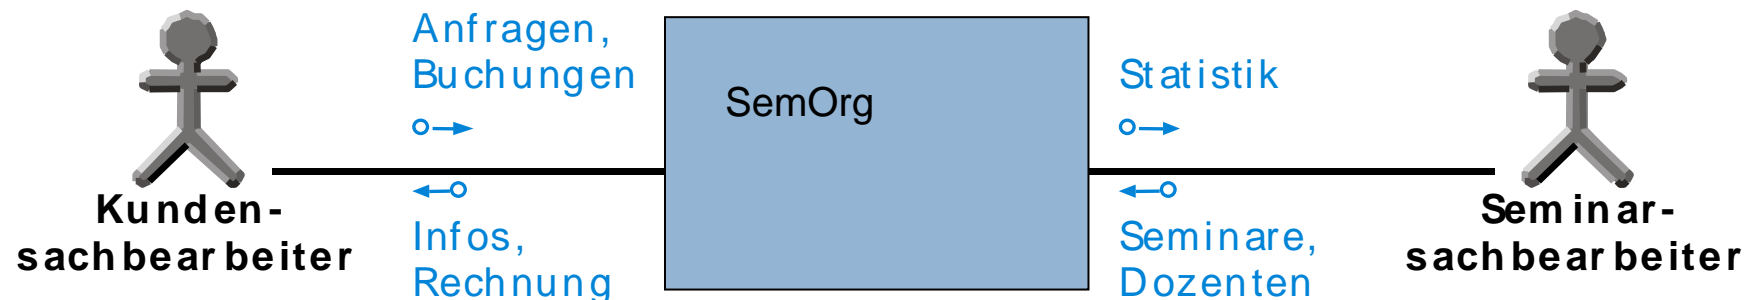 Anfragen,
Buchungen
Kunden-
sachbearbeiter
Infos,
Rechnung
SemOrg
Statistik
Seminare,
Dozenten
Seminar-
sachbearbeiter